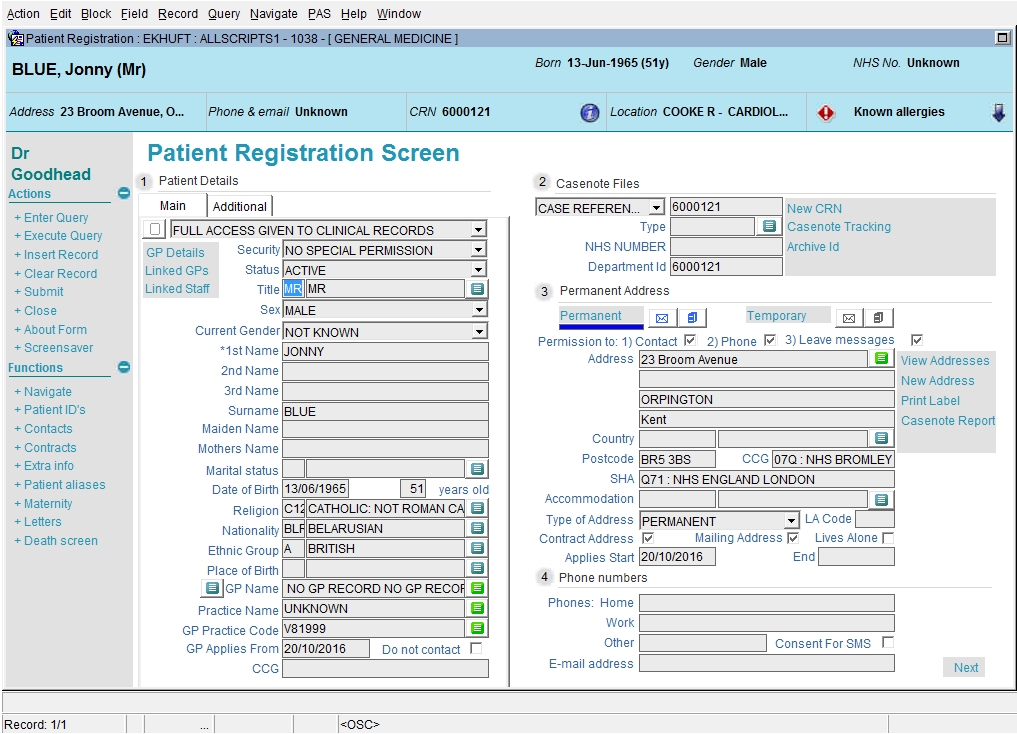 Action Edit Block Field Record Query Navigate PAS Help Window
Patient Registration : EKHUFT : ALLSCRIPTS1 - 1038 - [ GENERAL MEDICINE ]
BLUE, Jonny (Mr)
Born 13-Jun-1965 (51y) Gender Male NHS No. Unknown
Address 23 Broom Avenue, O... Phone & email Unknown CRN 6000121 Location COOKE R - CARDIOL... Known allergies
Dr
Goodhead
Actions
+ Enter Query
+ Execute Query
+ Insert Record
+ Clear Record
+ Submit
+ Close
+ About Form
+ Screensaver
Functions
+ Navigate
+ Patient ID's
+ Contacts
+ Contracts
+ Extra info
+ Patient aliases
+ Maternity
+ Letters
+ Death screen
Patient Registration Screen
1 Patient Details
Main Additional
FULL ACCESS GIVEN TO CLINICAL RECORDS
GP Details
Linked GPs
Linked Staff
Security NO SPECIAL PERMISSION
Status ACTIVE
Title MR MR
Sex MALE
Current Gender NOT KNOWN
*1st Name JONNY
2nd Name
3rd Name
Surname BLUE
Maiden Name
Mothers Name
Marital status
Date of Birth 13/06/1965 51 years old
Religion C12 CATHOLIC: NOT ROMAN CA
Nationality BLF BELARUSIAN
Ethnic Group A BRITISH
Place of Birth
GP Name NO GP RECORD NO GP RECOF
Practice Name UNKNOWN
GP Practice Code V81999
GP Applies From 20/10/2016 Do not contact
CCG
2 Casenote Files
CASE REFEREN... 6000121 New CRN
Type Casenote Tracking
NHS NUMBER Archive Id
Department Id 6000121
3 Permanent Address
Permanent Temporary
Permission to: 1) Contact 2) Phone 3) Leave messages
Address 23 Broom Avenue View Addresses
New Address
ORPINGTON Print Label
Kent Casenote Report
Country
Postcode BR5 3BS CCG 07Q : NHS BROMLEY
SHA Q71 : NHS ENGLAND LONDON
Accommodation
Type of Address PERMANENT LA Code
Contract Address Mailing Address Lives Alone
Applies Start 20/10/2016 End
4 Phone numbers
Phones: Home
Work
Other Consent For SMS
E-mail address
Next
Record: 1/1 ... <OSC>